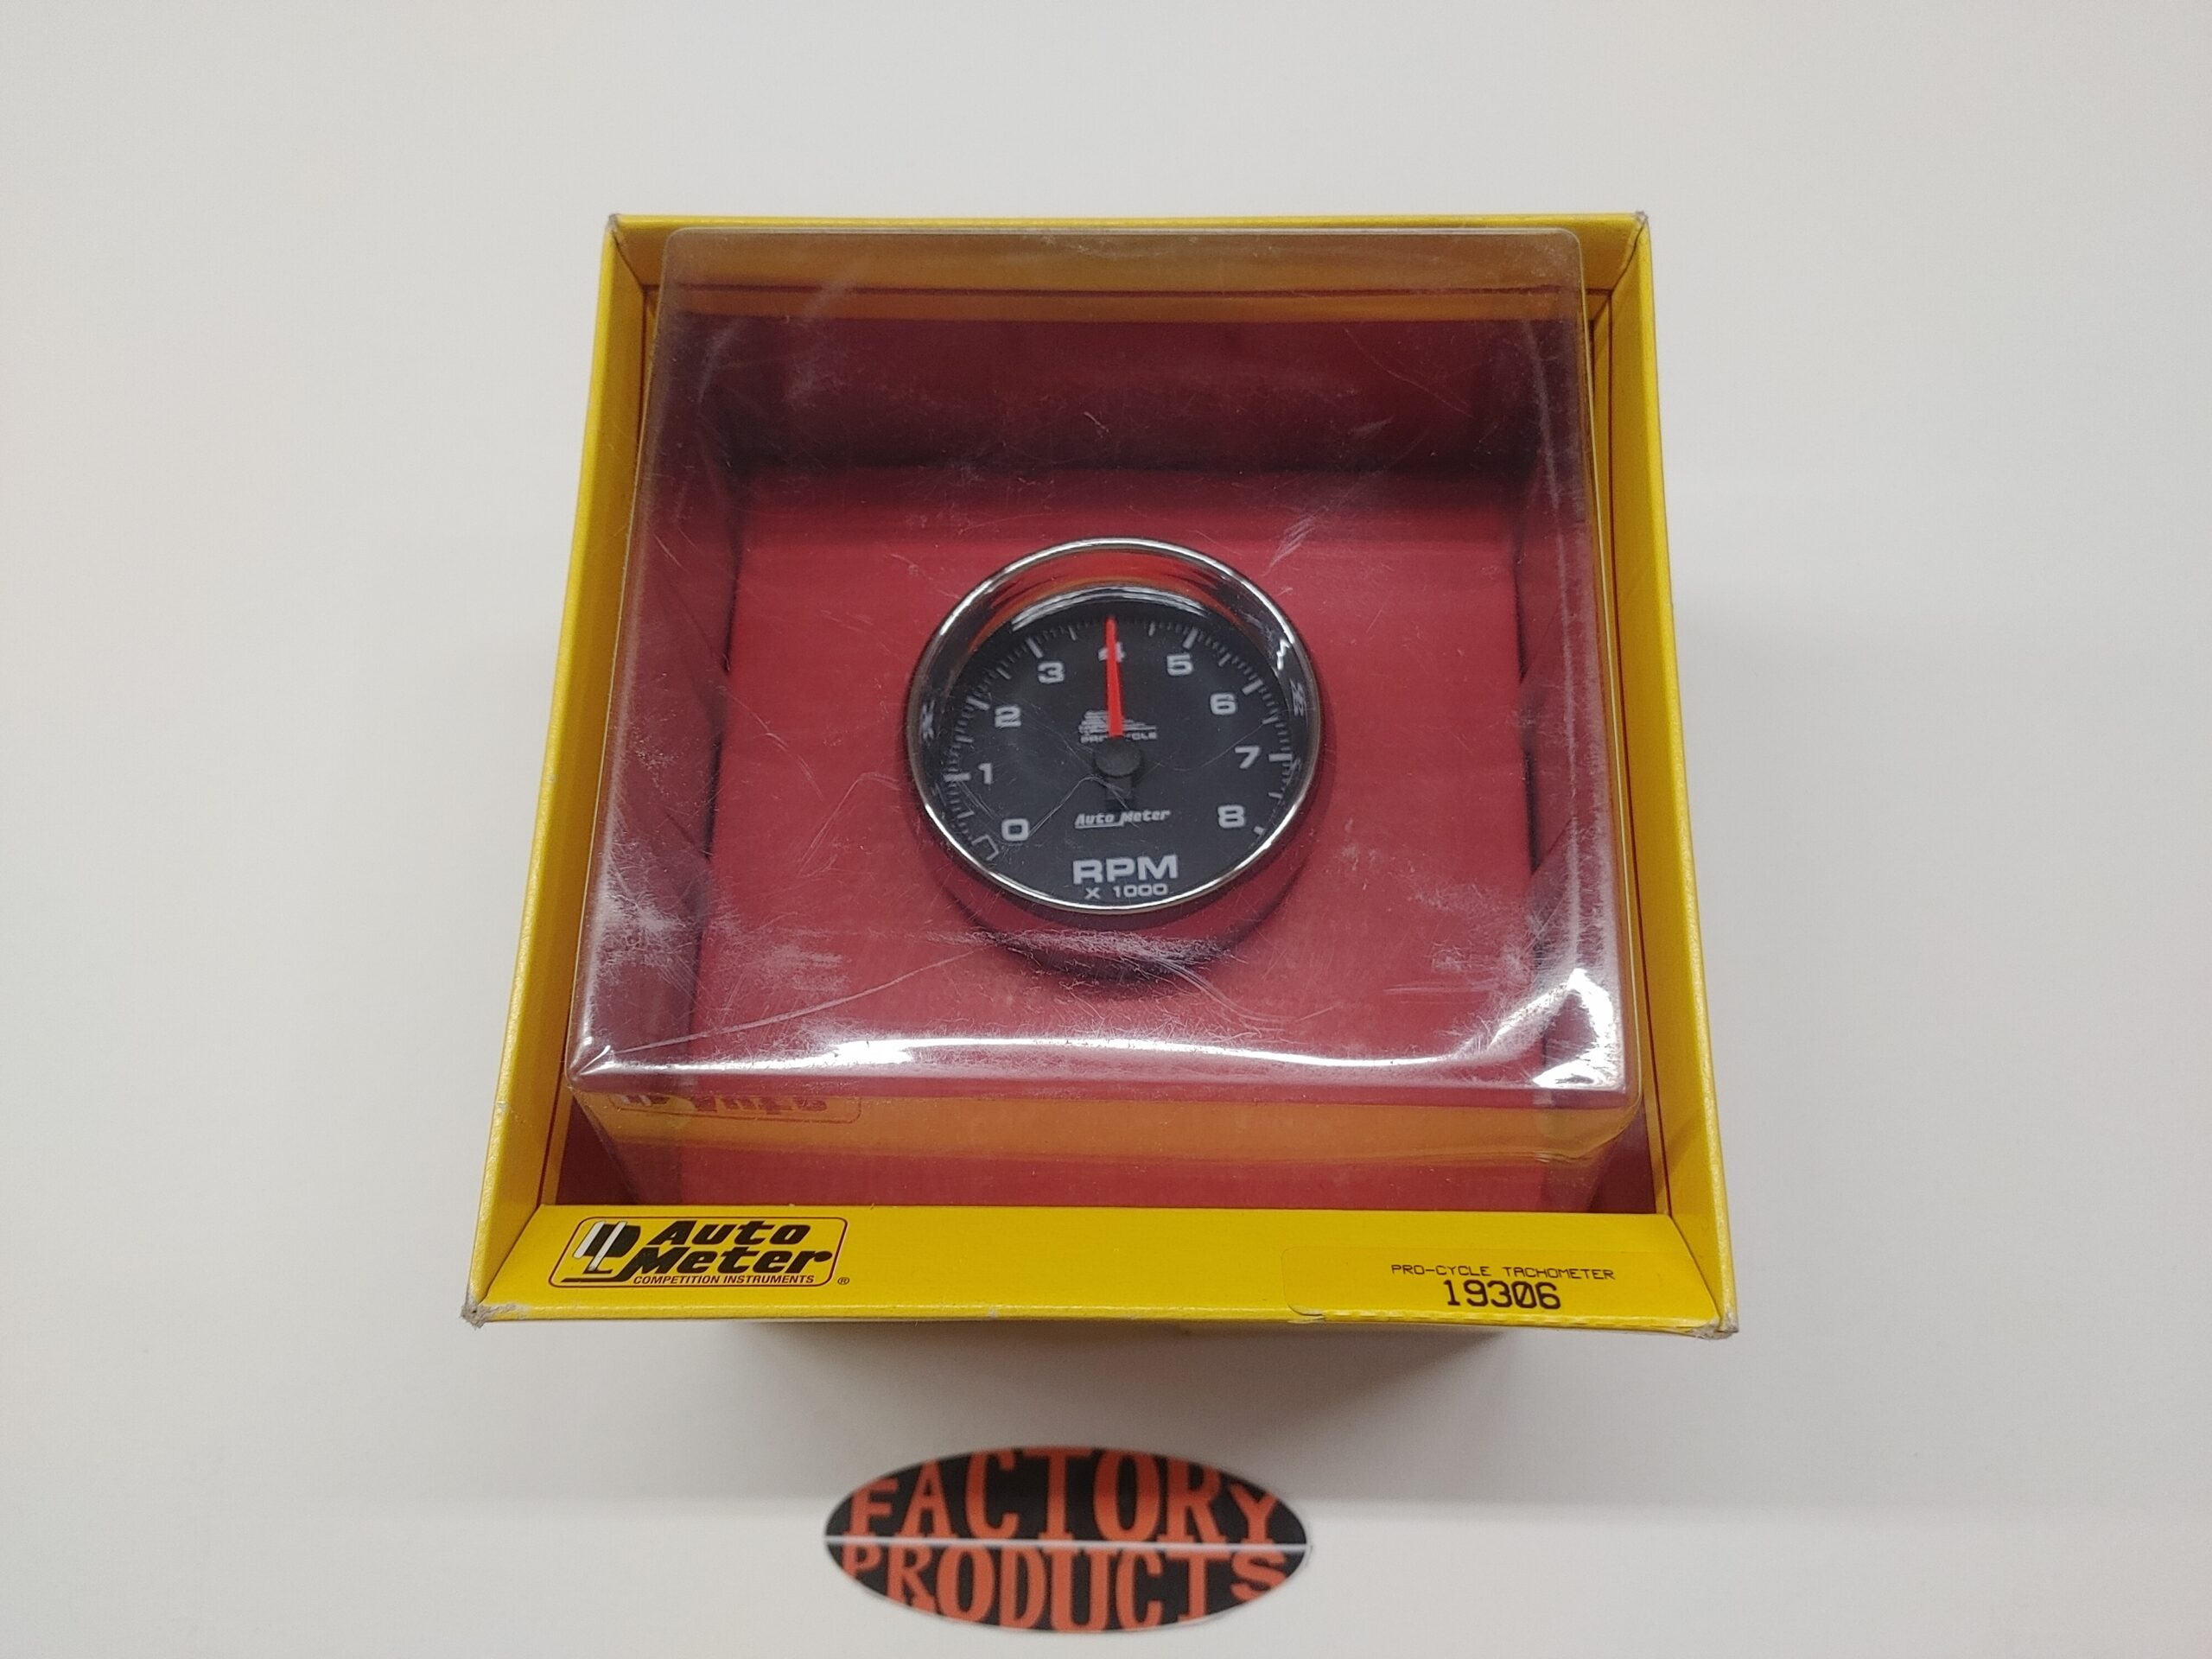 3
4
5
2
6
PRO-CYCLE
1
7
0
Auto Meter
8
RPM
X 1000
Auto
Auto
Meter
COMPETITION INSTRUMENTS
®
PRO-CYCLE TACHOMETER
19306
FACTORY
PRODUCTS